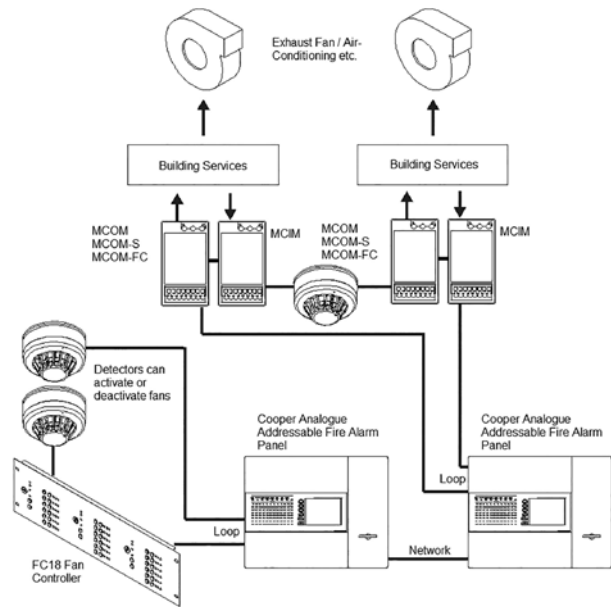 Exhaust Fan / Air-
Conditioning etc.
Building Services
Building Services
MCOM
MCOM-S
MCOM-FC
MCIM
MCOM
MCOM-S
MCOM-FC
MCIM
Detectors can
activate or
deactivate fans
Cooper Analogue
Addressable Fire Alarm
Panel
Cooper Analogue
Addressable Fire Alarm
Panel
Loop
Loop
Network
FC18 Fan
Controller